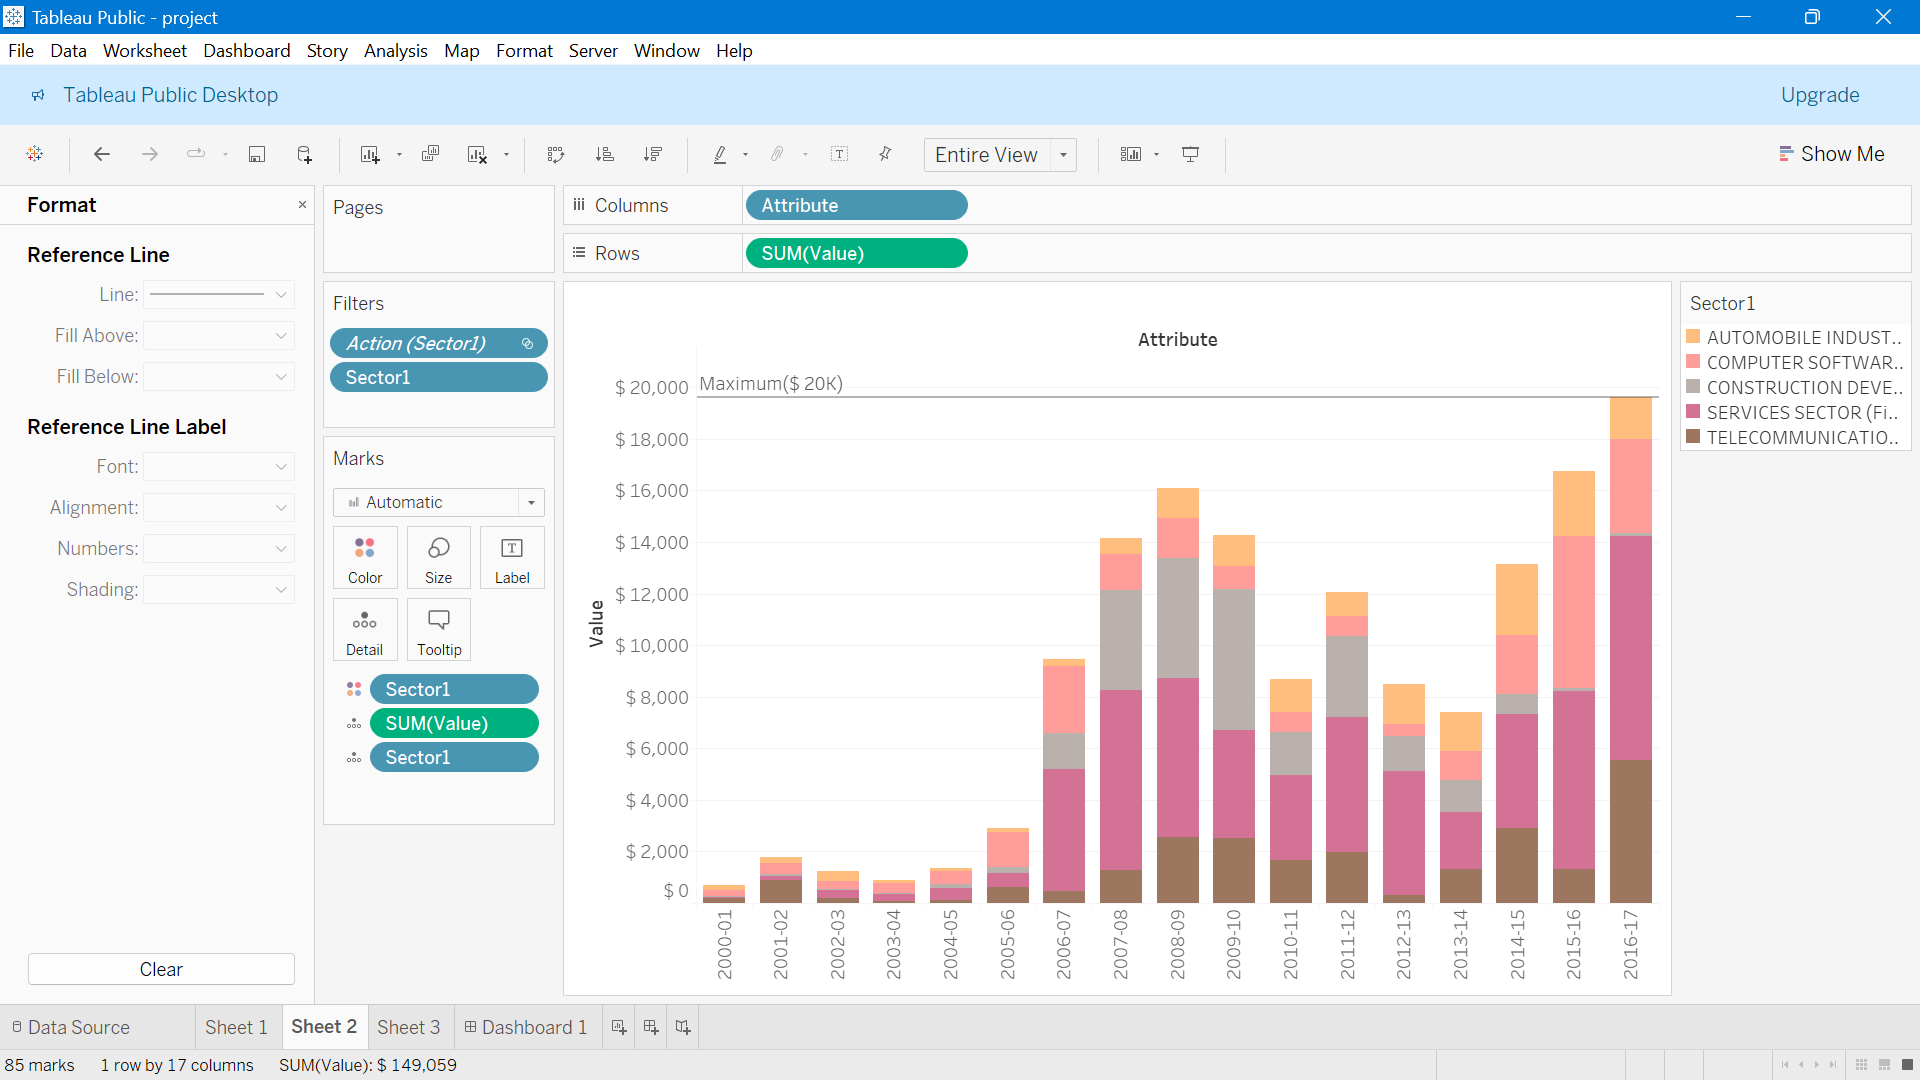 Tableau Public - project
File Data Worksheet Dashboard Story Analysis Map Format Server Window Help
Tableau Public Desktop
Upgrade
Entire View
Show Me
Format
Reference Line
Line:
Fill Above:
Fill Below:
Reference Line Label
Font:
Alignment:
Numbers:
Shading:
Clear
Pages
Filters
Action (Sector1)
Sector1
Marks
Automatic
Color
Size
Label
Detail
Tooltip
Sector1
SUM(Value)
Sector1
Columns
Attribute
Rows
SUM(Value)
Attribute
Maximum($ 20K)
Value
$ 20,000
$ 18,000
$ 16,000
$ 14,000
$ 12,000
$ 10,000
$ 8,000
$ 6,000
$ 4,000
$ 2,000
$ 0
2000-01
2001-02
2002-03
2003-04
2004-05
2005-06
2006-07
2007-08
2008-09
2009-10
2010-11
2011-12
2012-13
2013-14
2014-15
2015-16
2016-17
Sector1
AUTOMOBILE INDUST..
COMPUTER SOFTWAR..
CONSTRUCTION DEVE..
SERVICES SECTOR (Fi..
TELECOMMUNICATIO..
Data Source
Sheet 1
Sheet 2
Sheet 3
Dashboard 1
85 marks
1 row by 17 columns
SUM(Value): $ 149,059